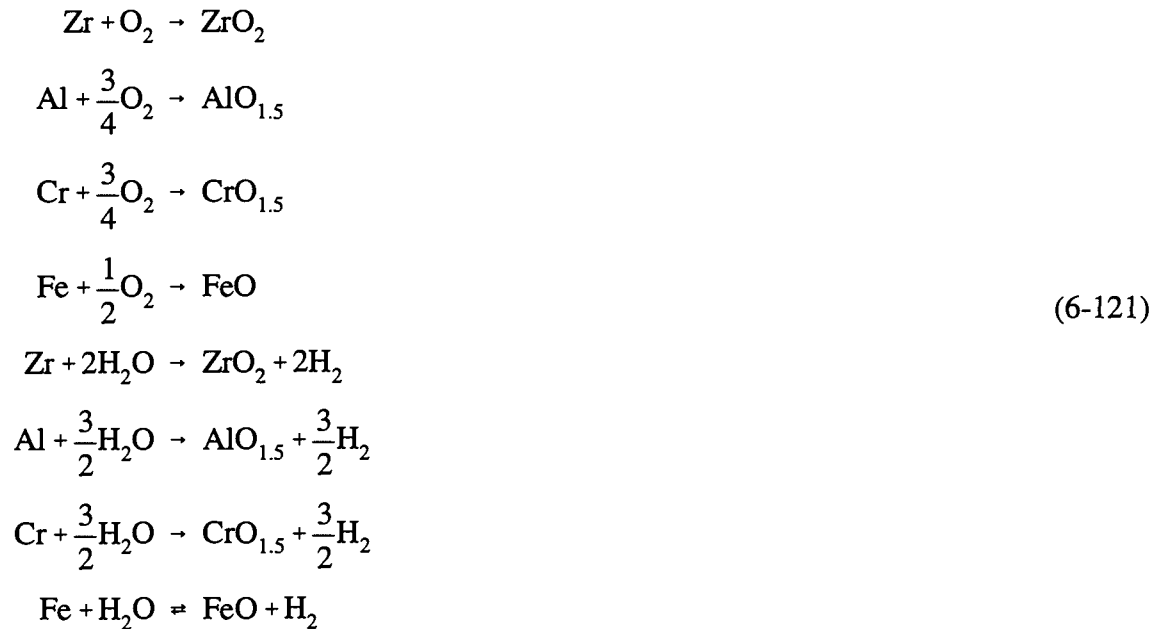 Zr + O₂ → ZrO₂
Al + 3/4 O₂ → AlO₁.₅
Cr + 3/4 O₂ → CrO₁.₅
Fe + 1/2 O₂ → FeO
(6-121)
Zr + 2H₂O → ZrO₂ + 2H₂
Al + 3/2 H₂O → AlO₁.₅ + 3/2 H₂
Cr + 3/2 H₂O → CrO₁.₅ + 3/2 H₂
Fe + H₂O ⇄ FeO + H₂